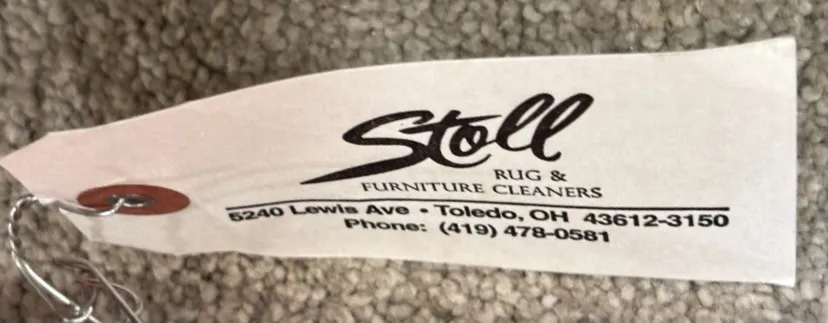 Stoll
RUG &
FURNITURE CLEANERS
5240 Lewis Ave • Toledo, OH 43612-3150
Phone: (419) 478-0581